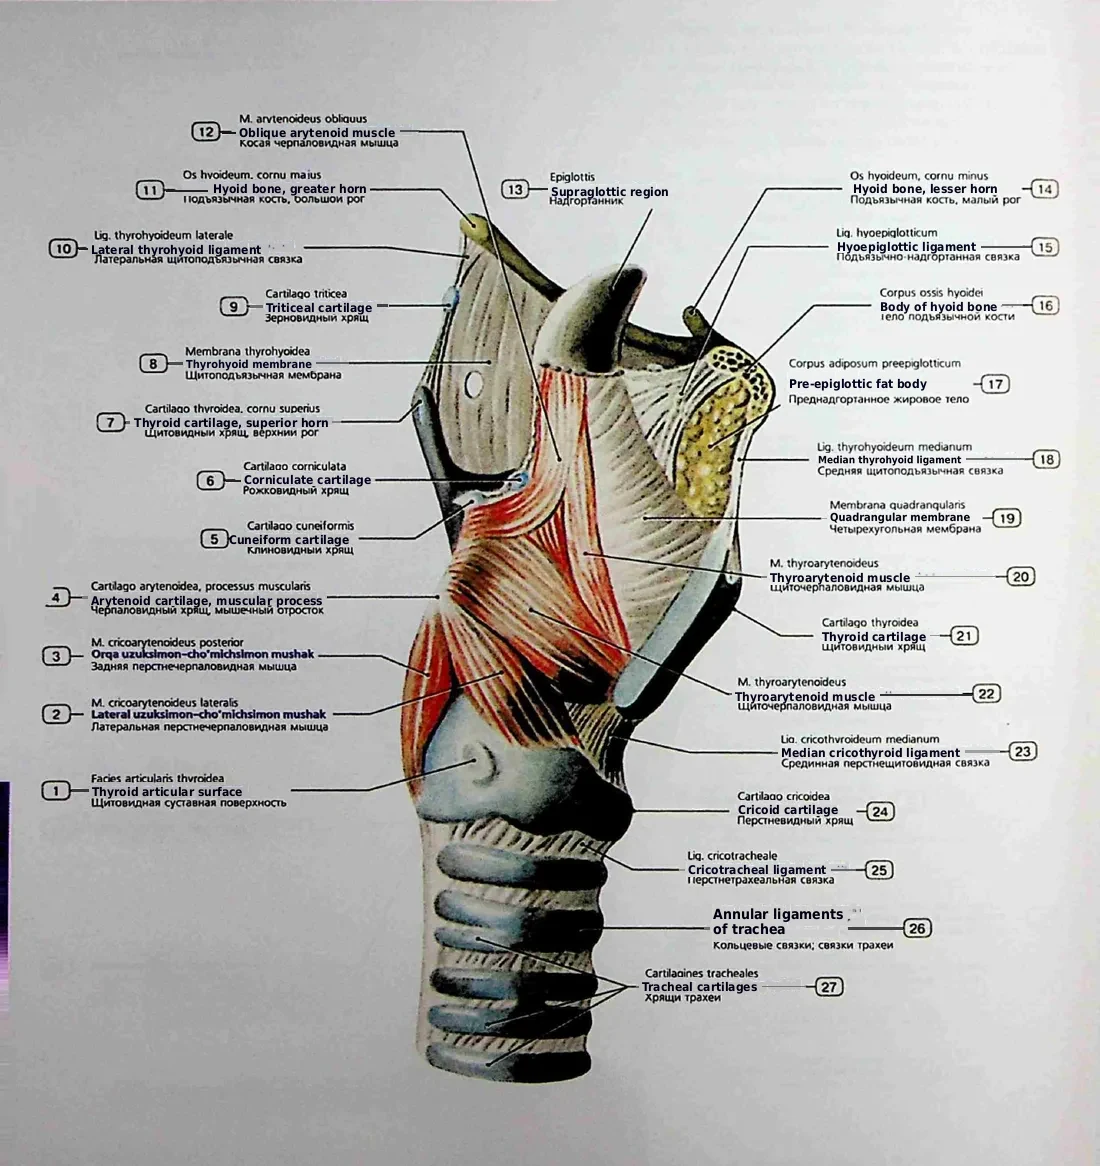 M. arytenoideus obliquus
12
Oblique arytenoid muscle
Косая черпаловидная мышца
Os hyoideum, cornu maius
11
Hyoid bone, greater horn
Подъязычная кость, большой рог
Epiglottis
13
Supraglottic region
Надгортанник
Os hyoideum, cornu minus
Hyoid bone, lesser horn
14
Подъязычная кость, малый рог
Lig. thyrohyoideum laterale
10
Lateral thyrohyoid ligament
Латеральная щитоподъязычная связка
Lig. hyoepiglotticum
Hyoepiglottic ligament
15
Подъязычно-надгортанная связка
Cartilago triticea
9
Triticeal cartilage
Зерновидный хрящ
Corpus ossis hyoidei
Body of hyoid bone
16
Тело подъязычной кости
Membrana thyrohyoidea
8
Thyrohyoid membrane
Щитоподъязычная мембрана
Corpus adiposum preepiglotticum
Pre-epiglottic fat body
17
Преднадгортанное жировое тело
Cartilago thyroidea, cornu superius
7
Thyroid cartilage, superior horn
Щитовидный хрящ, верхний рог
Lig. thyrohyoideum medianum
Median thyrohyoid ligament
18
Средняя щитоподъязычная связка
Cartilago corniculata
6
Corniculate cartilage
Рожковидный хрящ
Membrana quadrangularis
Quadrangular membrane
19
Четырехугольная мембрана
Cartilago cuneiformis
5
Cuneiform cartilage
Клиновидный хрящ
M. thyroarytenoideus
Thyroarytenoid muscle
20
Щиточерпаловидная мышца
Cartilago arytenoidea, processus muscularis
4
Arytenoid cartilage, muscular process
Черпаловидный хрящ, мышечный отросток
Cartilago thyroidea
Thyroid cartilage
21
Щитовидный хрящ
M. cricoarytenoideus posterior
3
Orqa uzuksimon-cho'michsimon mushak
Задняя перстнечерпаловидная мышца
M. thyroarytenoideus
Thyroarytenoid muscle
22
Щиточерпаловидная мышца
M. cricoarytenoideus lateralis
2
Lateral uzuksimon-cho'michsimon mushak
Латеральная перстнечерпаловидная мышца
Lig. cricothyroideum medianum
Median cricothyroid ligament
23
Срединная перстнещитовидная связка
Facies articularis thyroidea
1
Thyroid articular surface
Щитовидная суставная поверхность
Cartilago cricoidea
Cricoid cartilage
24
Перстневидный хрящ
Lig. cricotracheale
Cricotracheal ligament
25
Перстнетрахеальная связка
Annular ligaments
of trachea
26
Кольцевые связки; связки трахеи
Cartilagines tracheales
Tracheal cartilages
27
Хрящи трахеи